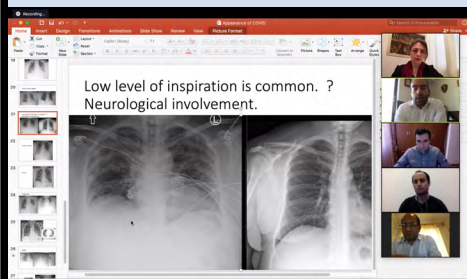 Recording...
Appearance of COVID
Search in Presentation
Home Insert Design Transitions Animations Slide Show Review View Picture Format
Share
Paste
Cut
Copy
Format
New Slide
Layout
Reset
Section
Convert to SmartArt
Picture Shapes Text Box
Arrange Quick Styles
19
20
21
22
23
24
25
26
Low level of inspiration is common. ?
Neurological involvement.
L